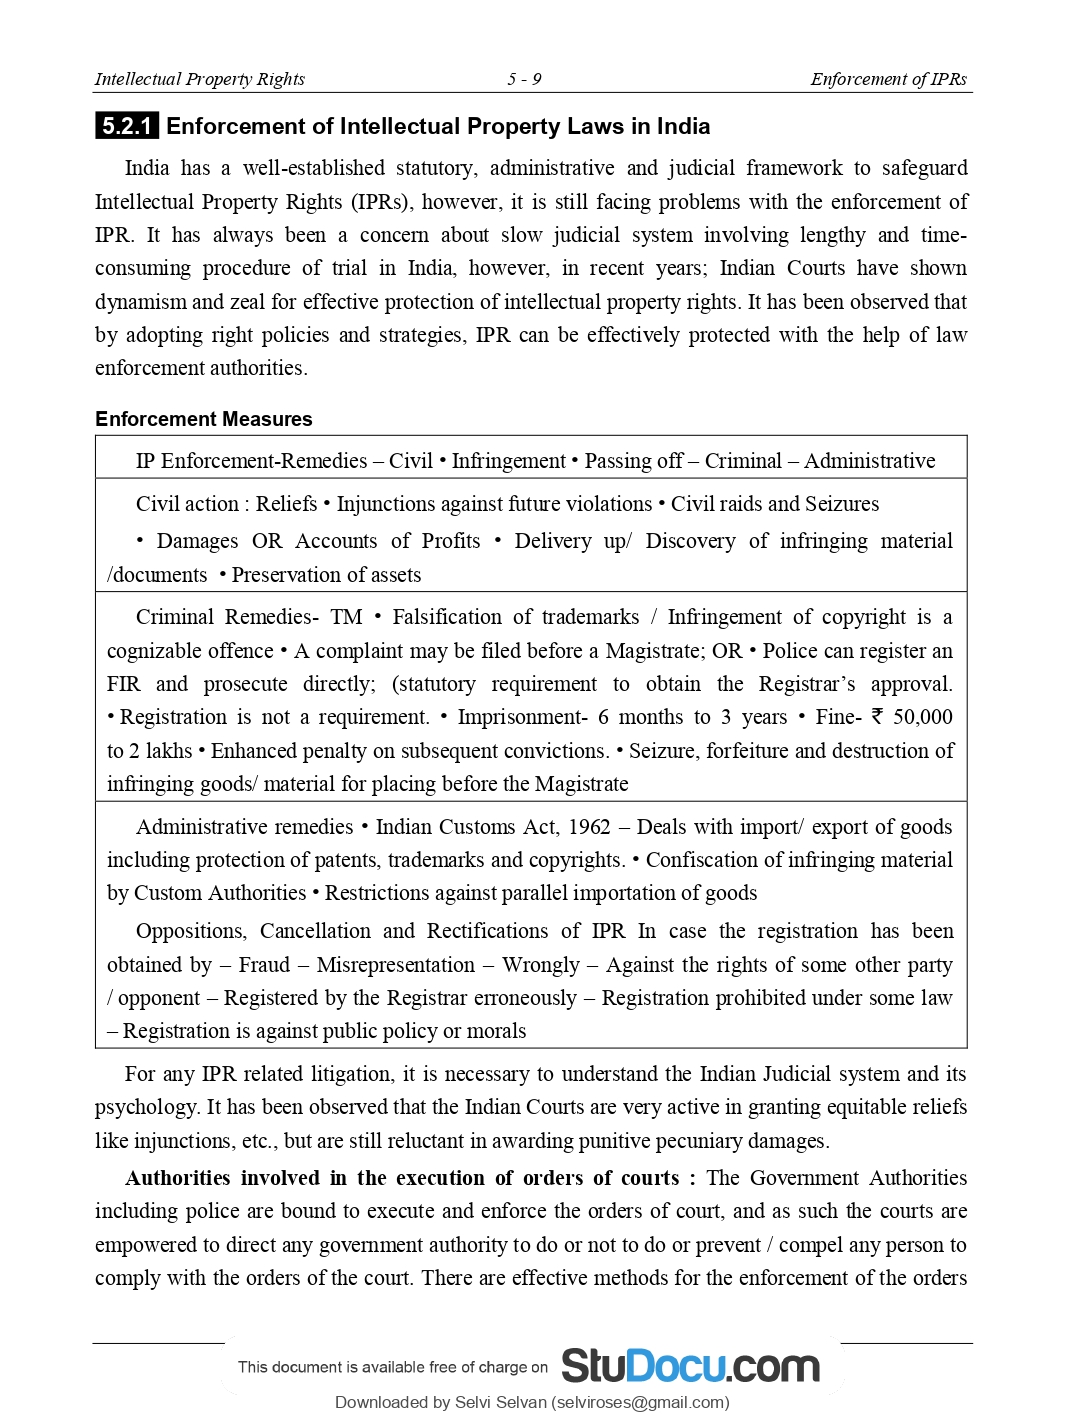 Intellectual Property Rights 5 - 9 Enforcement of IPRs
5.2.1 Enforcement of Intellectual Property Laws in India
India has a well-established statutory, administrative and judicial framework to safeguard
Intellectual Property Rights (IPRs), however, it is still facing problems with the enforcement of
IPR. It has always been a concern about slow judicial system involving lengthy and time-
consuming procedure of trial in India, however, in recent years; Indian Courts have shown
dynamism and zeal for effective protection of intellectual property rights. It has been observed that
by adopting right policies and strategies, IPR can be effectively protected with the help of law
enforcement authorities.
Enforcement Measures
IP Enforcement-Remedies – Civil • Infringement • Passing off – Criminal – Administrative
Civil action : Reliefs • Injunctions against future violations • Civil raids and Seizures
• Damages OR Accounts of Profits • Delivery up/ Discovery of infringing material
/documents • Preservation of assets
Criminal Remedies- TM • Falsification of trademarks / Infringement of copyright is a
cognizable offence • A complaint may be filed before a Magistrate; OR • Police can register an
FIR and prosecute directly; (statutory requirement to obtain the Registrar’s approval.
• Registration is not a requirement. • Imprisonment- 6 months to 3 years • Fine- ₹ 50,000
to 2 lakhs • Enhanced penalty on subsequent convictions. • Seizure, forfeiture and destruction of
infringing goods/ material for placing before the Magistrate
Administrative remedies • Indian Customs Act, 1962 – Deals with import/ export of goods
including protection of patents, trademarks and copyrights. • Confiscation of infringing material
by Custom Authorities • Restrictions against parallel importation of goods
Oppositions, Cancellation and Rectifications of IPR In case the registration has been
obtained by – Fraud – Misrepresentation – Wrongly – Against the rights of some other party
/ opponent – Registered by the Registrar erroneously – Registration prohibited under some law
– Registration is against public policy or morals
For any IPR related litigation, it is necessary to understand the Indian Judicial system and its
psychology. It has been observed that the Indian Courts are very active in granting equitable reliefs
like injunctions, etc., but are still reluctant in awarding punitive pecuniary damages.
Authorities involved in the execution of orders of courts : The Government Authorities
including police are bound to execute and enforce the orders of court, and as such the courts are
empowered to direct any government authority to do or not to do or prevent / compel any person to
comply with the orders of the court. There are effective methods for the enforcement of the orders
This document is available free of charge on StuDocu.com
Downloaded by Selvi Selvan (selviroses@gmail.com)